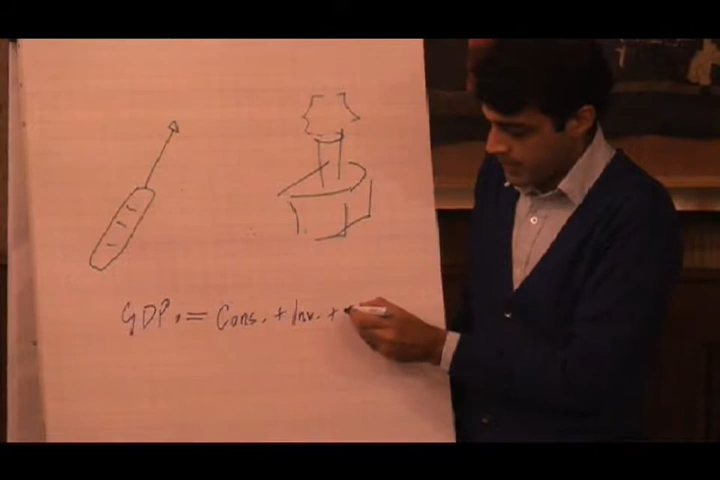 GDP. = Cons. + Inv. +